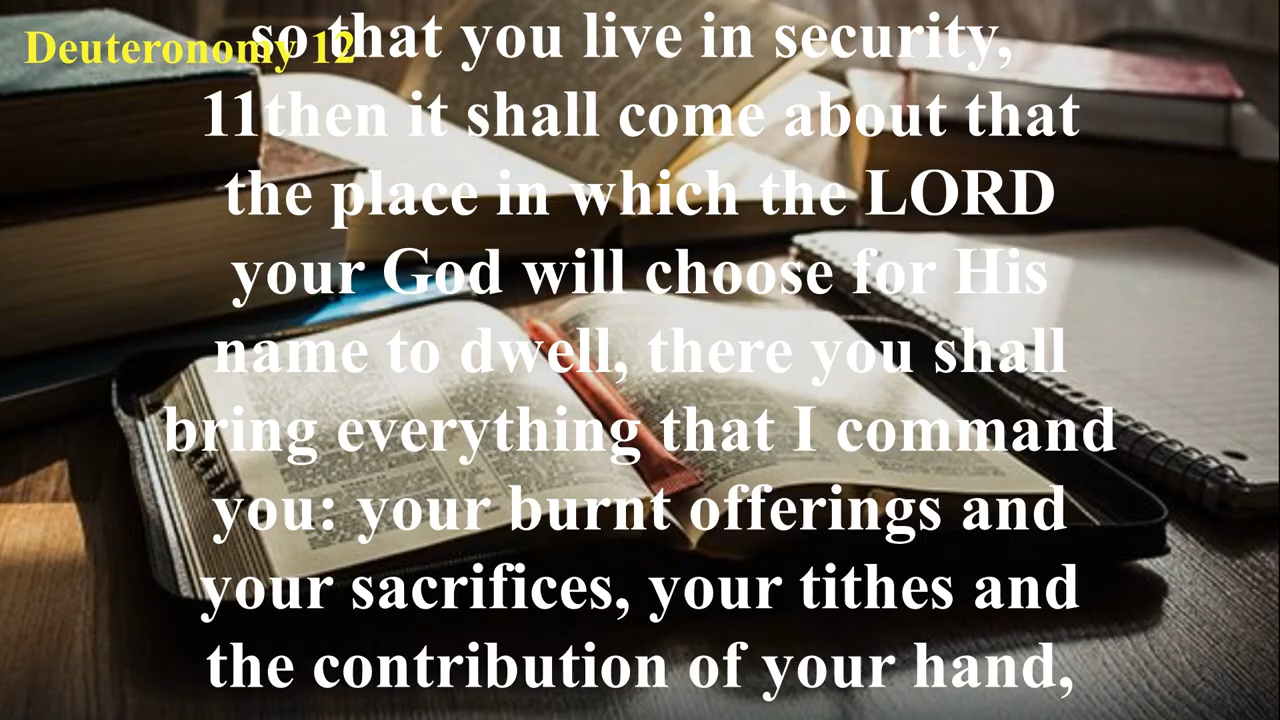 Deuteronomy 12
so that you live in security,
11then it shall come about that
the place in which the LORD
your God will choose for His
name to dwell, there you shall
bring everything that I command
you: your burnt offerings and
your sacrifices, your tithes and
the contribution of your hand,